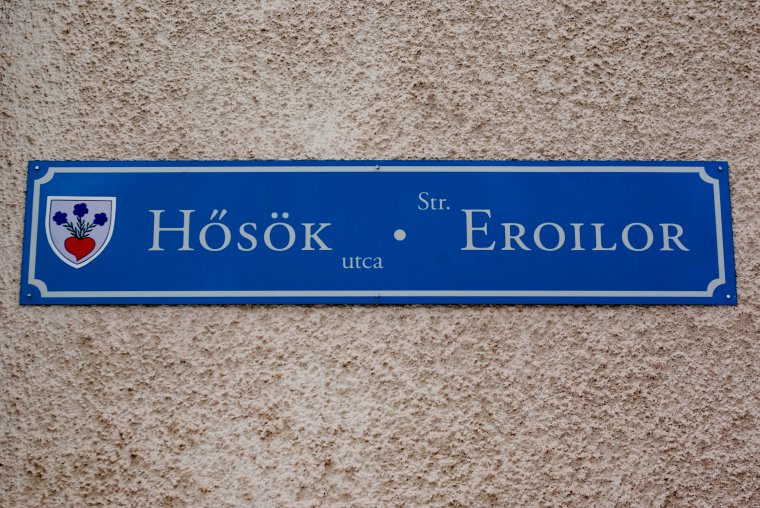 Hősök utca • Str. Eroilor